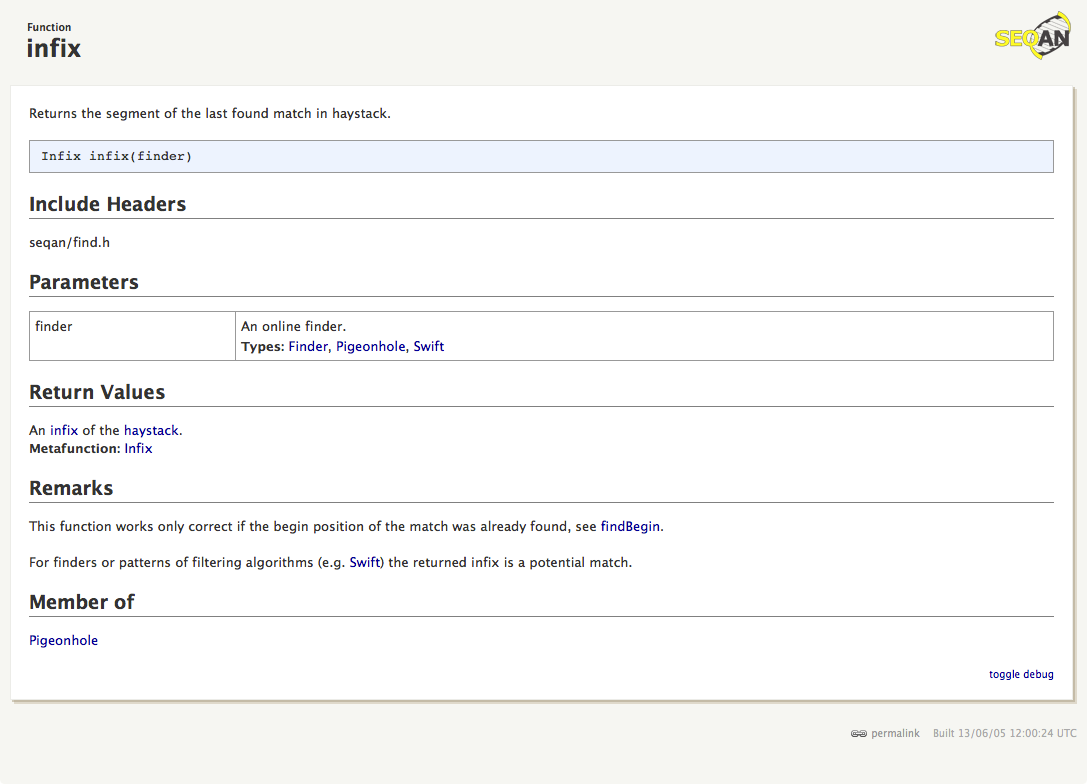 Function
infix
SEQAN
Returns the segment of the last found match in haystack.
Infix infix(finder)
Include Headers
seqan/find.h
Parameters
finder
An online finder.
Types: Finder, Pigeonhole, Swift
Return Values
An infix of the haystack.
Metafunction: Infix
Remarks
This function works only correct if the begin position of the match was already found, see findBegin.
For finders or patterns of filtering algorithms (e.g. Swift) the returned infix is a potential match.
Member of
Pigeonhole
toggle debug
permalink Built 13/06/05 12:00:24 UTC